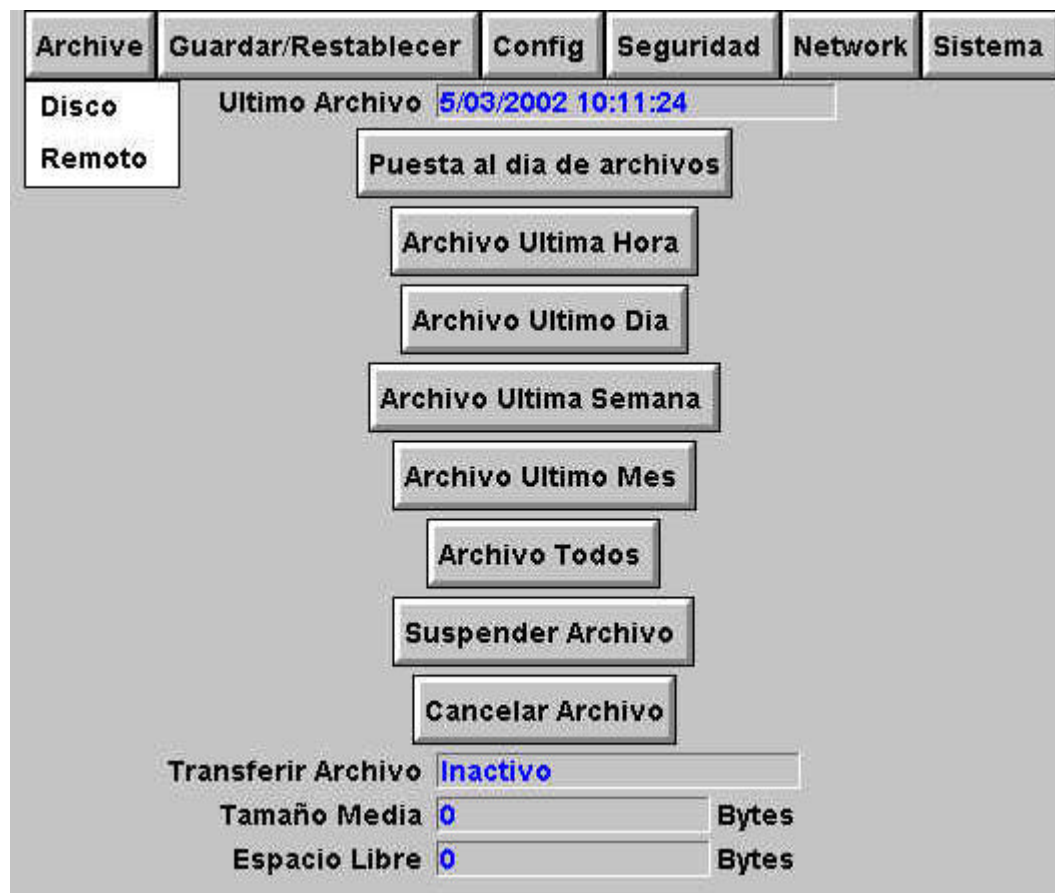 Archive Guardar/Restablecer Config Seguridad Network Sistema
Disco
Remoto
Ultimo Archivo 5/03/2002 10:11:24
Puesta al dia de archivos
Archivo Ultima Hora
Archivo Ultimo Dia
Archivo Ultima Semana
Archivo Ultimo Mes
Archivo Todos
Suspender Archivo
Cancelar Archivo
Transferir Archivo Inactivo
Tamaño Media 0 Bytes
Espacio Libre 0 Bytes